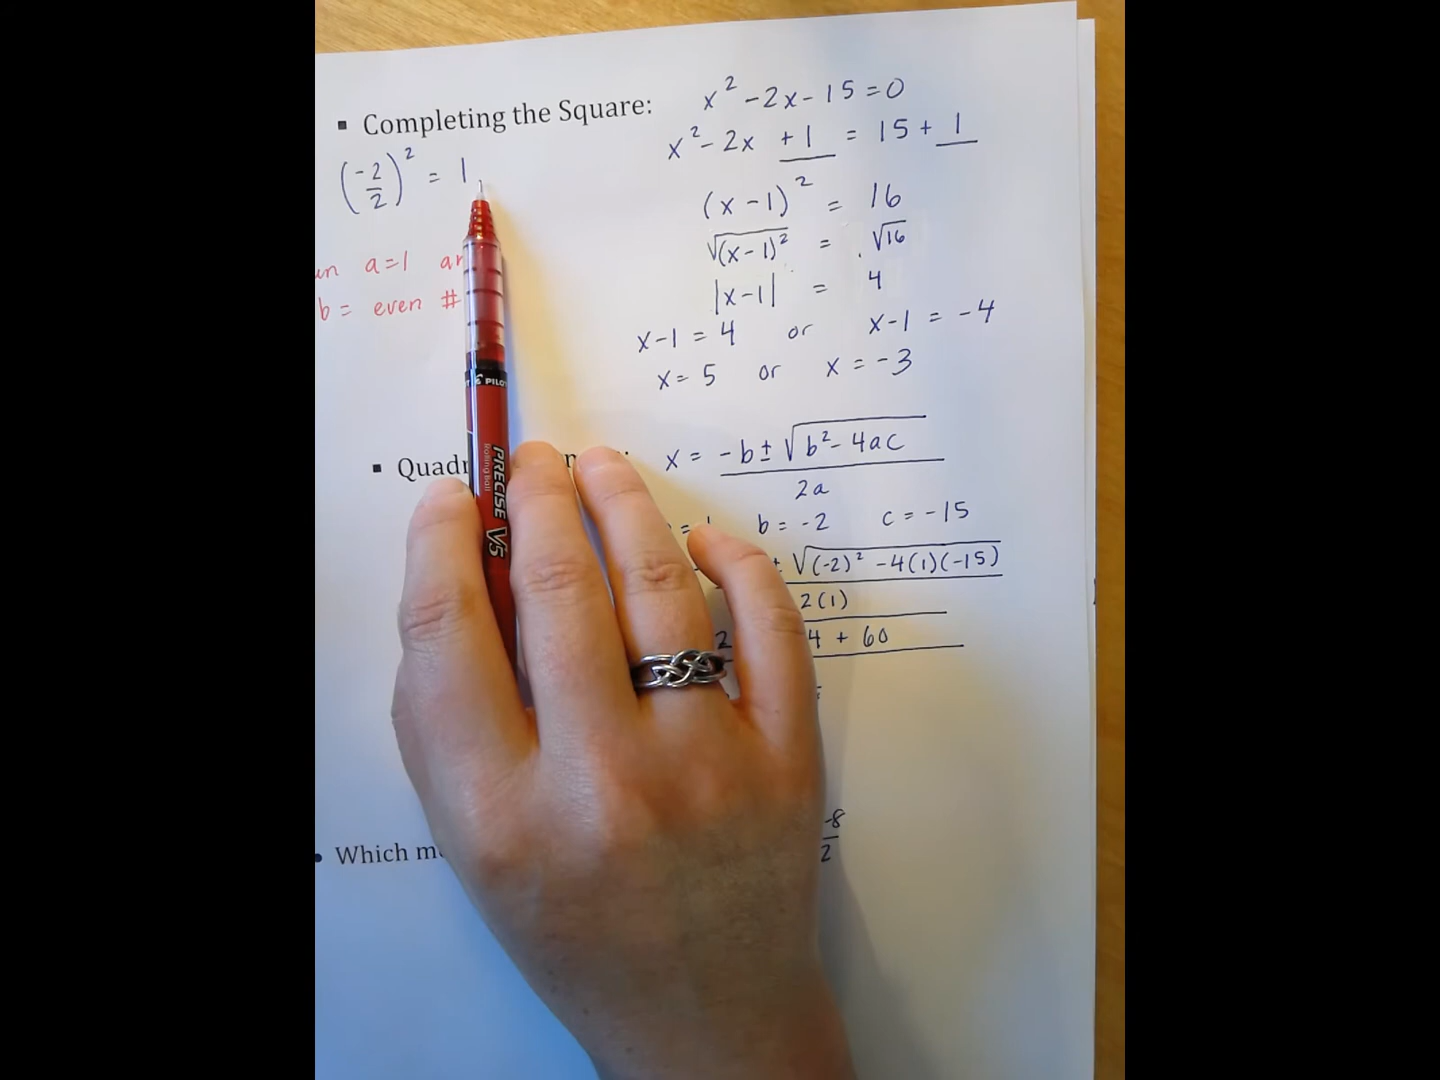 ▪ Completing the Square:
x² - 2x - 15 = 0
x² - 2x + 1 = 15 + 1
(-2/2)² = 1
(x - 1)² = 16
√(x - 1)² = √16
a=1
|x - 1| = 4
b = even #
x - 1 = 4 or x - 1 = -4
x = 5 or x = -3
x = (-b ± √(b² - 4ac)) / 2a
b = -2 c = -15
√((-2)² - 4(1)(-15))
2(1)
4 + 60
-8/2
• Which
PILOT
PRECISE V5
rolling ball